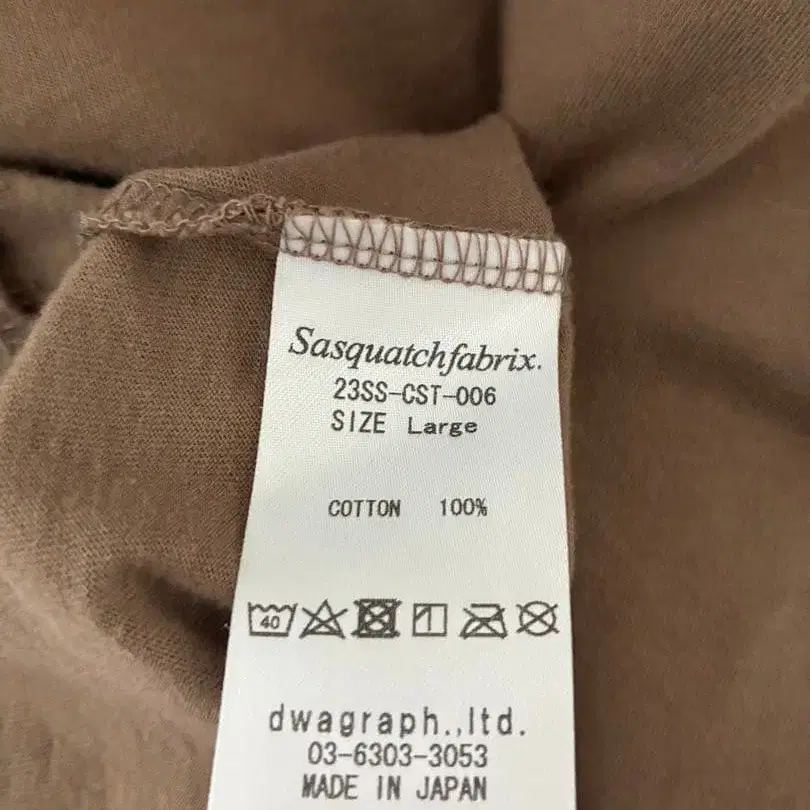 Sasquatchfabrix.
23SS-CST-006
SIZE Large
COTTON 100%
40
dwagraph.,ltd.
03-6303-3053
MADE IN JAPAN